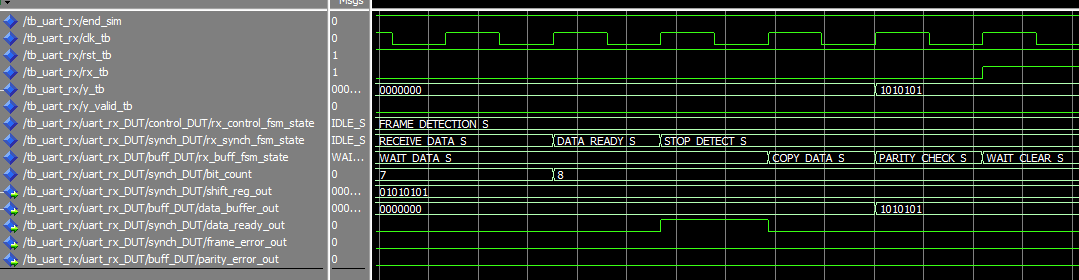 Msgs
/tb_uart_rx/end_sim 0
/tb_uart_rx/clk_tb 0
/tb_uart_rx/rst_tb 1
/tb_uart_rx/rx_tb 1
/tb_uart_rx/y_tb 000... 0000000 1010101
/tb_uart_rx/y_valid_tb 0
/tb_uart_rx/uart_rx_DUT/control_DUT/rx_control_fsm_state IDLE_S FRAME_DETECTION_S
/tb_uart_rx/uart_rx_DUT/synch_DUT/rx_synch_fsm_state IDLE_S RECEIVE_DATA_S DATA_READY_S STOP_DETECT_S
/tb_uart_rx/uart_rx_DUT/buff_DUT/rx_buff_fsm_state WAI... WAIT_DATA_S COPY_DATA_S PARITY_CHECK_S WAIT_CLEAR_S
/tb_uart_rx/uart_rx_DUT/synch_DUT/bit_count 0 7 8
/tb_uart_rx/uart_rx_DUT/synch_DUT/shift_reg_out 000... 01010101
/tb_uart_rx/uart_rx_DUT/buff_DUT/data_buffer_out 000... 0000000 1010101
/tb_uart_rx/uart_rx_DUT/synch_DUT/data_ready_out 0
/tb_uart_rx/uart_rx_DUT/synch_DUT/frame_error_out 0
/tb_uart_rx/uart_rx_DUT/buff_DUT/parity_error_out 0